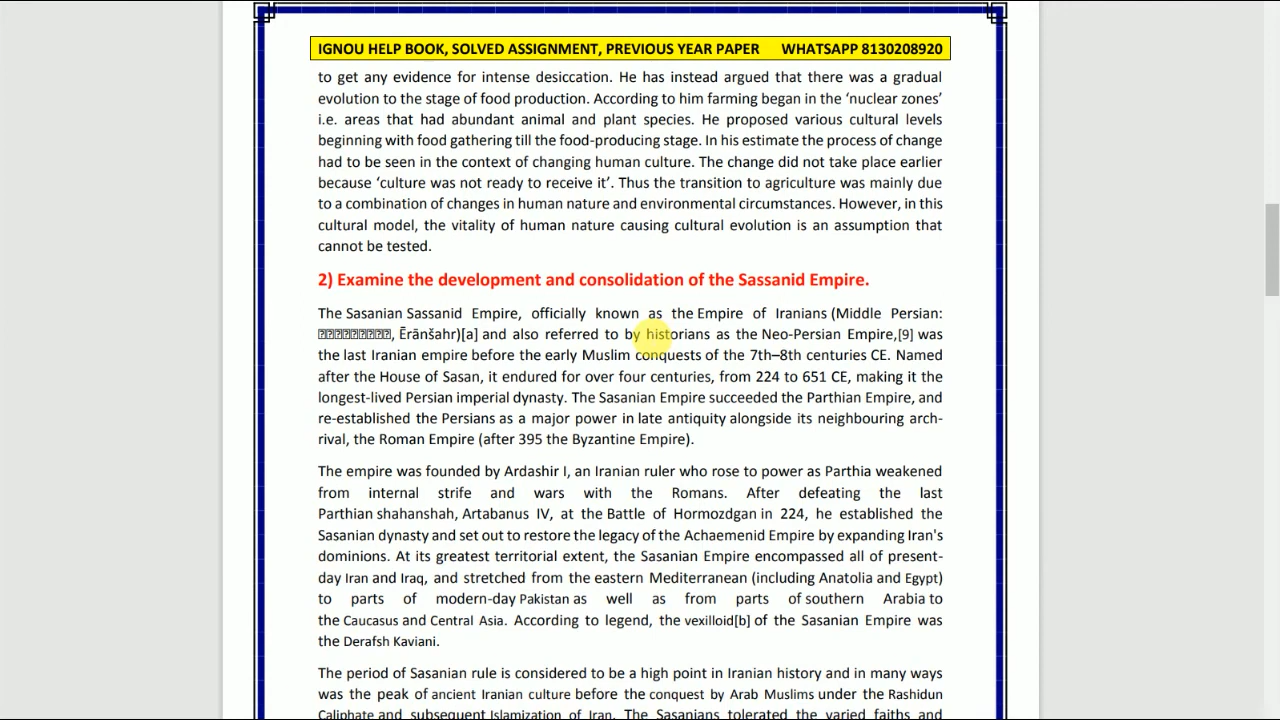 IGNOU HELP BOOK, SOLVED ASSIGNMENT, PREVIOUS YEAR PAPER WHATSAPP 8130208920
to get any evidence for intense desiccation. He has instead argued that there was a gradual
evolution to the stage of food production. According to him farming began in the ‘nuclear zones’
i.e. areas that had abundant animal and plant species. He proposed various cultural levels
beginning with food gathering till the food-producing stage. In his estimate the process of change
had to be seen in the context of changing human culture. The change did not take place earlier
because ‘culture was not ready to receive it’. Thus the transition to agriculture was mainly due
to a combination of changes in human nature and environmental circumstances. However, in this
cultural model, the vitality of human nature causing cultural evolution is an assumption that
cannot be tested.
2) Examine the development and consolidation of the Sassanid Empire.
The Sasanian Sassanid Empire, officially known as the Empire of Iranians (Middle Persian:
, Ērānšahr)[a] and also referred to by historians as the Neo-Persian Empire,[9] was
the last Iranian empire before the early Muslim conquests of the 7th–8th centuries CE. Named
after the House of Sasan, it endured for over four centuries, from 224 to 651 CE, making it the
longest-lived Persian imperial dynasty. The Sasanian Empire succeeded the Parthian Empire, and
re-established the Persians as a major power in late antiquity alongside its neighbouring arch-
rival, the Roman Empire (after 395 the Byzantine Empire).
The empire was founded by Ardashir I, an Iranian ruler who rose to power as Parthia weakened
from internal strife and wars with the Romans. After defeating the last
Parthian shahanshah, Artabanus IV, at the Battle of Hormozdgan in 224, he established the
Sasanian dynasty and set out to restore the legacy of the Achaemenid Empire by expanding Iran's
dominions. At its greatest territorial extent, the Sasanian Empire encompassed all of present-
day Iran and Iraq, and stretched from the eastern Mediterranean (including Anatolia and Egypt)
to parts of modern-day Pakistan as well as from parts of southern Arabia to
the Caucasus and Central Asia. According to legend, the vexilloid[b] of the Sasanian Empire was
the Derafsh Kaviani.
The period of Sasanian rule is considered to be a high point in Iranian history and in many ways
was the peak of ancient Iranian culture before the conquest by Arab Muslims under the Rashidun
Caliphate and subsequent Islamization of Iran. The Sasanians tolerated the varied faiths and